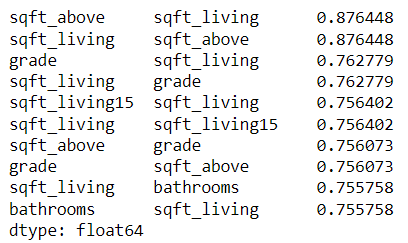 sqft_above    sqft_living      0.876448
sqft_living   sqft_above       0.876448
grade         sqft_living      0.762779
sqft_living   grade            0.762779
sqft_living15  sqft_living      0.756402
sqft_living   sqft_living15    0.756402
sqft_above    grade            0.756073
grade         sqft_above       0.756073
sqft_living   bathrooms        0.755758
bathrooms     sqft_living      0.755758
dtype: float64